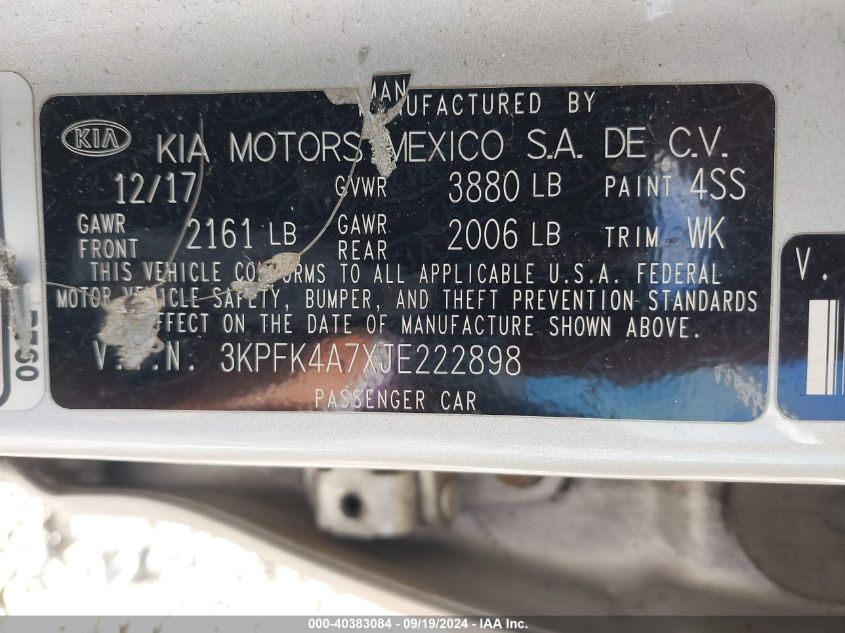 MANUFACTURED BY
KIA KIA MOTORS MEXICO S.A. DE C.V.
12/17 GVWR 3880 LB PAINT 4SS
GAWR FRONT 2161 LB GAWR REAR 2006 LB TRIM WK
THIS VEHICLE CONFORMS TO ALL APPLICABLE U.S.A. FEDERAL
MOTOR VEHICLE SAFETY, BUMPER, AND THEFT PREVENTION STANDARDS
EFFECT ON THE DATE OF MANUFACTURE SHOWN ABOVE.
V.I.N. 3KPFK4A7XJE222898
PASSENGER CAR
V.
000-40383084 - 09/19/2024 - IAA Inc.